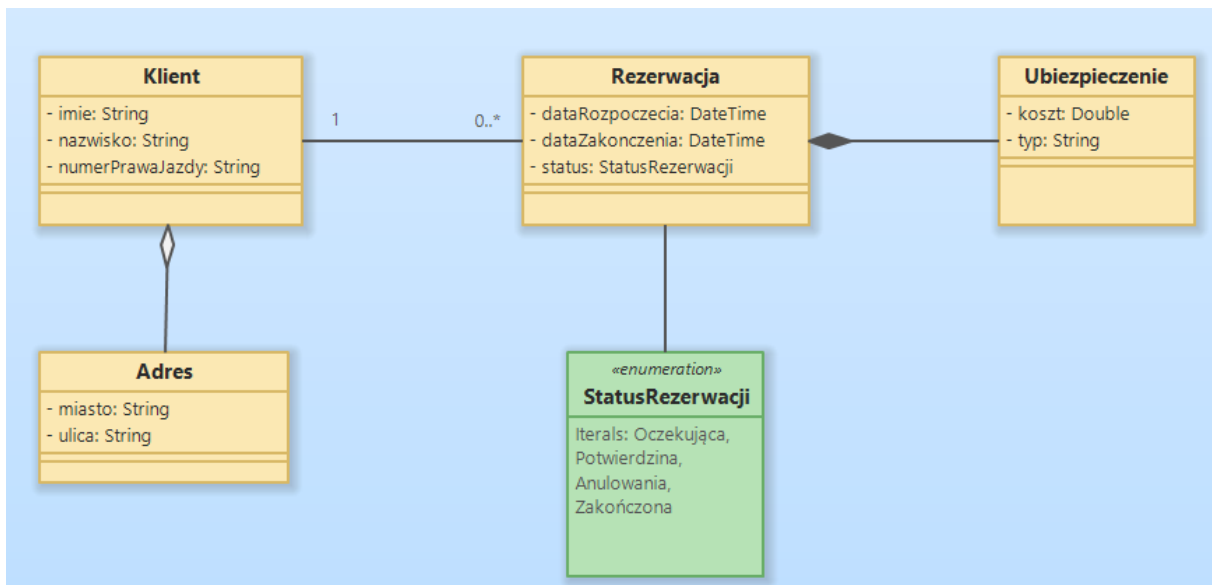 Klient
- imie: String
- nazwisko: String
- numerPrawaJazdy: String
1
0..*
Rezerwacja
- dataRozpoczecia: DateTime
- dataZakonczenia: DateTime
- status: StatusRezerwacji
Ubiezpieczenie
- koszt: Double
- typ: String
Adres
- miasto: String
- ulica: String
«enumeration»
StatusRezerwacji
Iterals: Oczekująca,
Potwierdzina,
Anulowania,
Zakończona